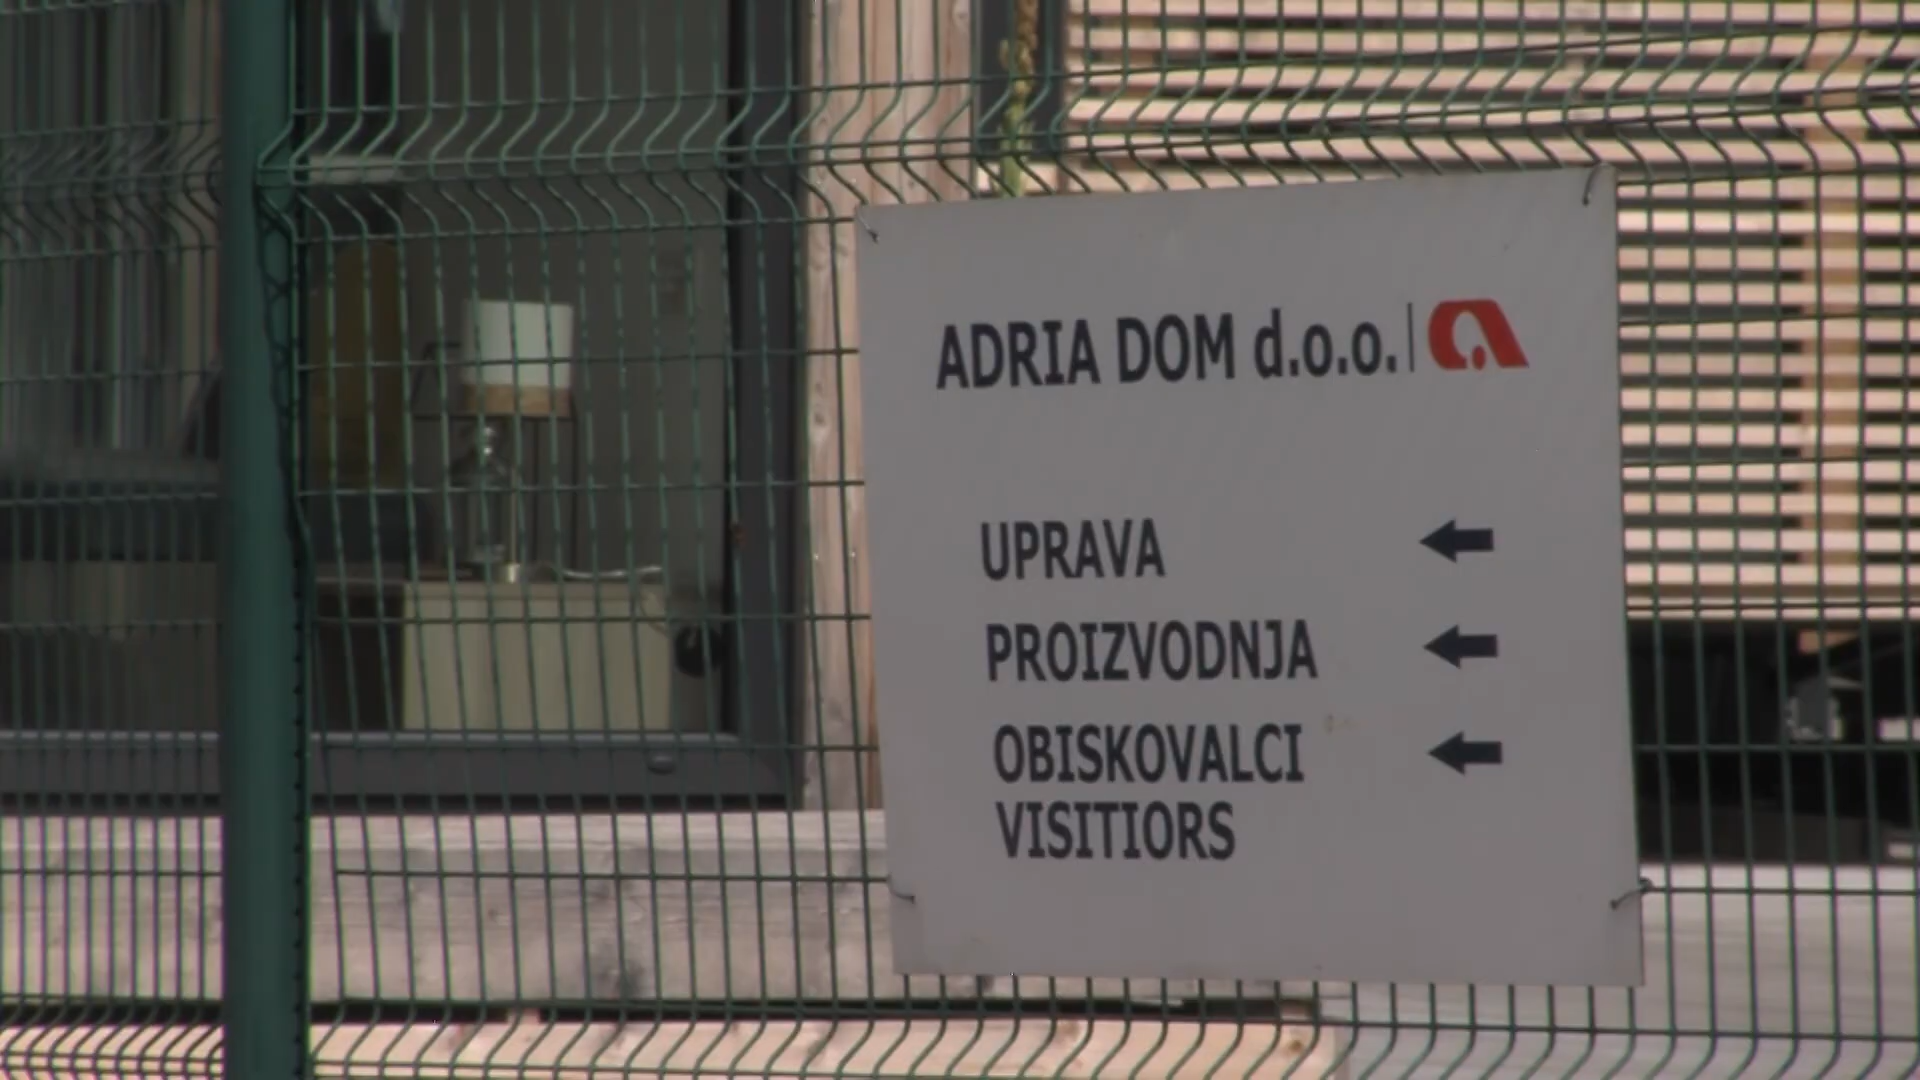 ADRIA DOM d.o.o.
UPRAVA
PROIZVODNJA
OBISKOVALCI
VISITIORS